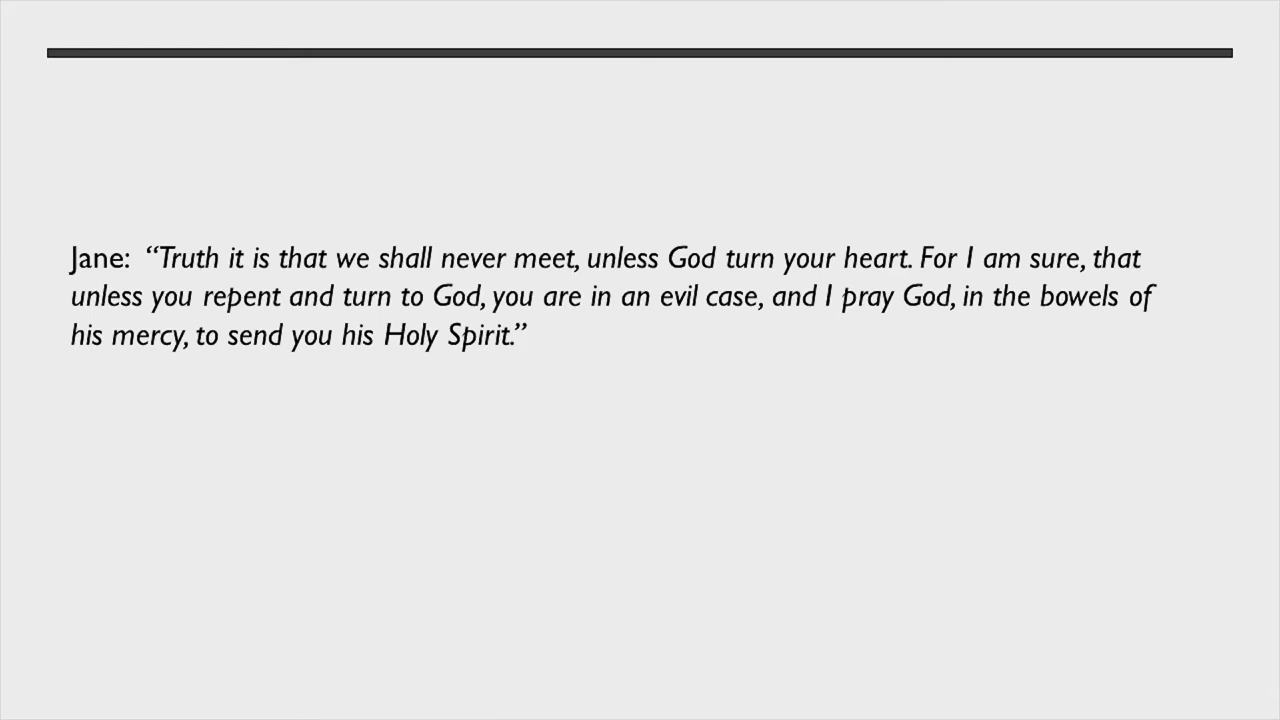 Jane:  “Truth it is that we shall never meet, unless God turn your heart. For I am sure, that
unless you repent and turn to God, you are in an evil case, and I pray God, in the bowels of
his mercy, to send you his Holy Spirit.”